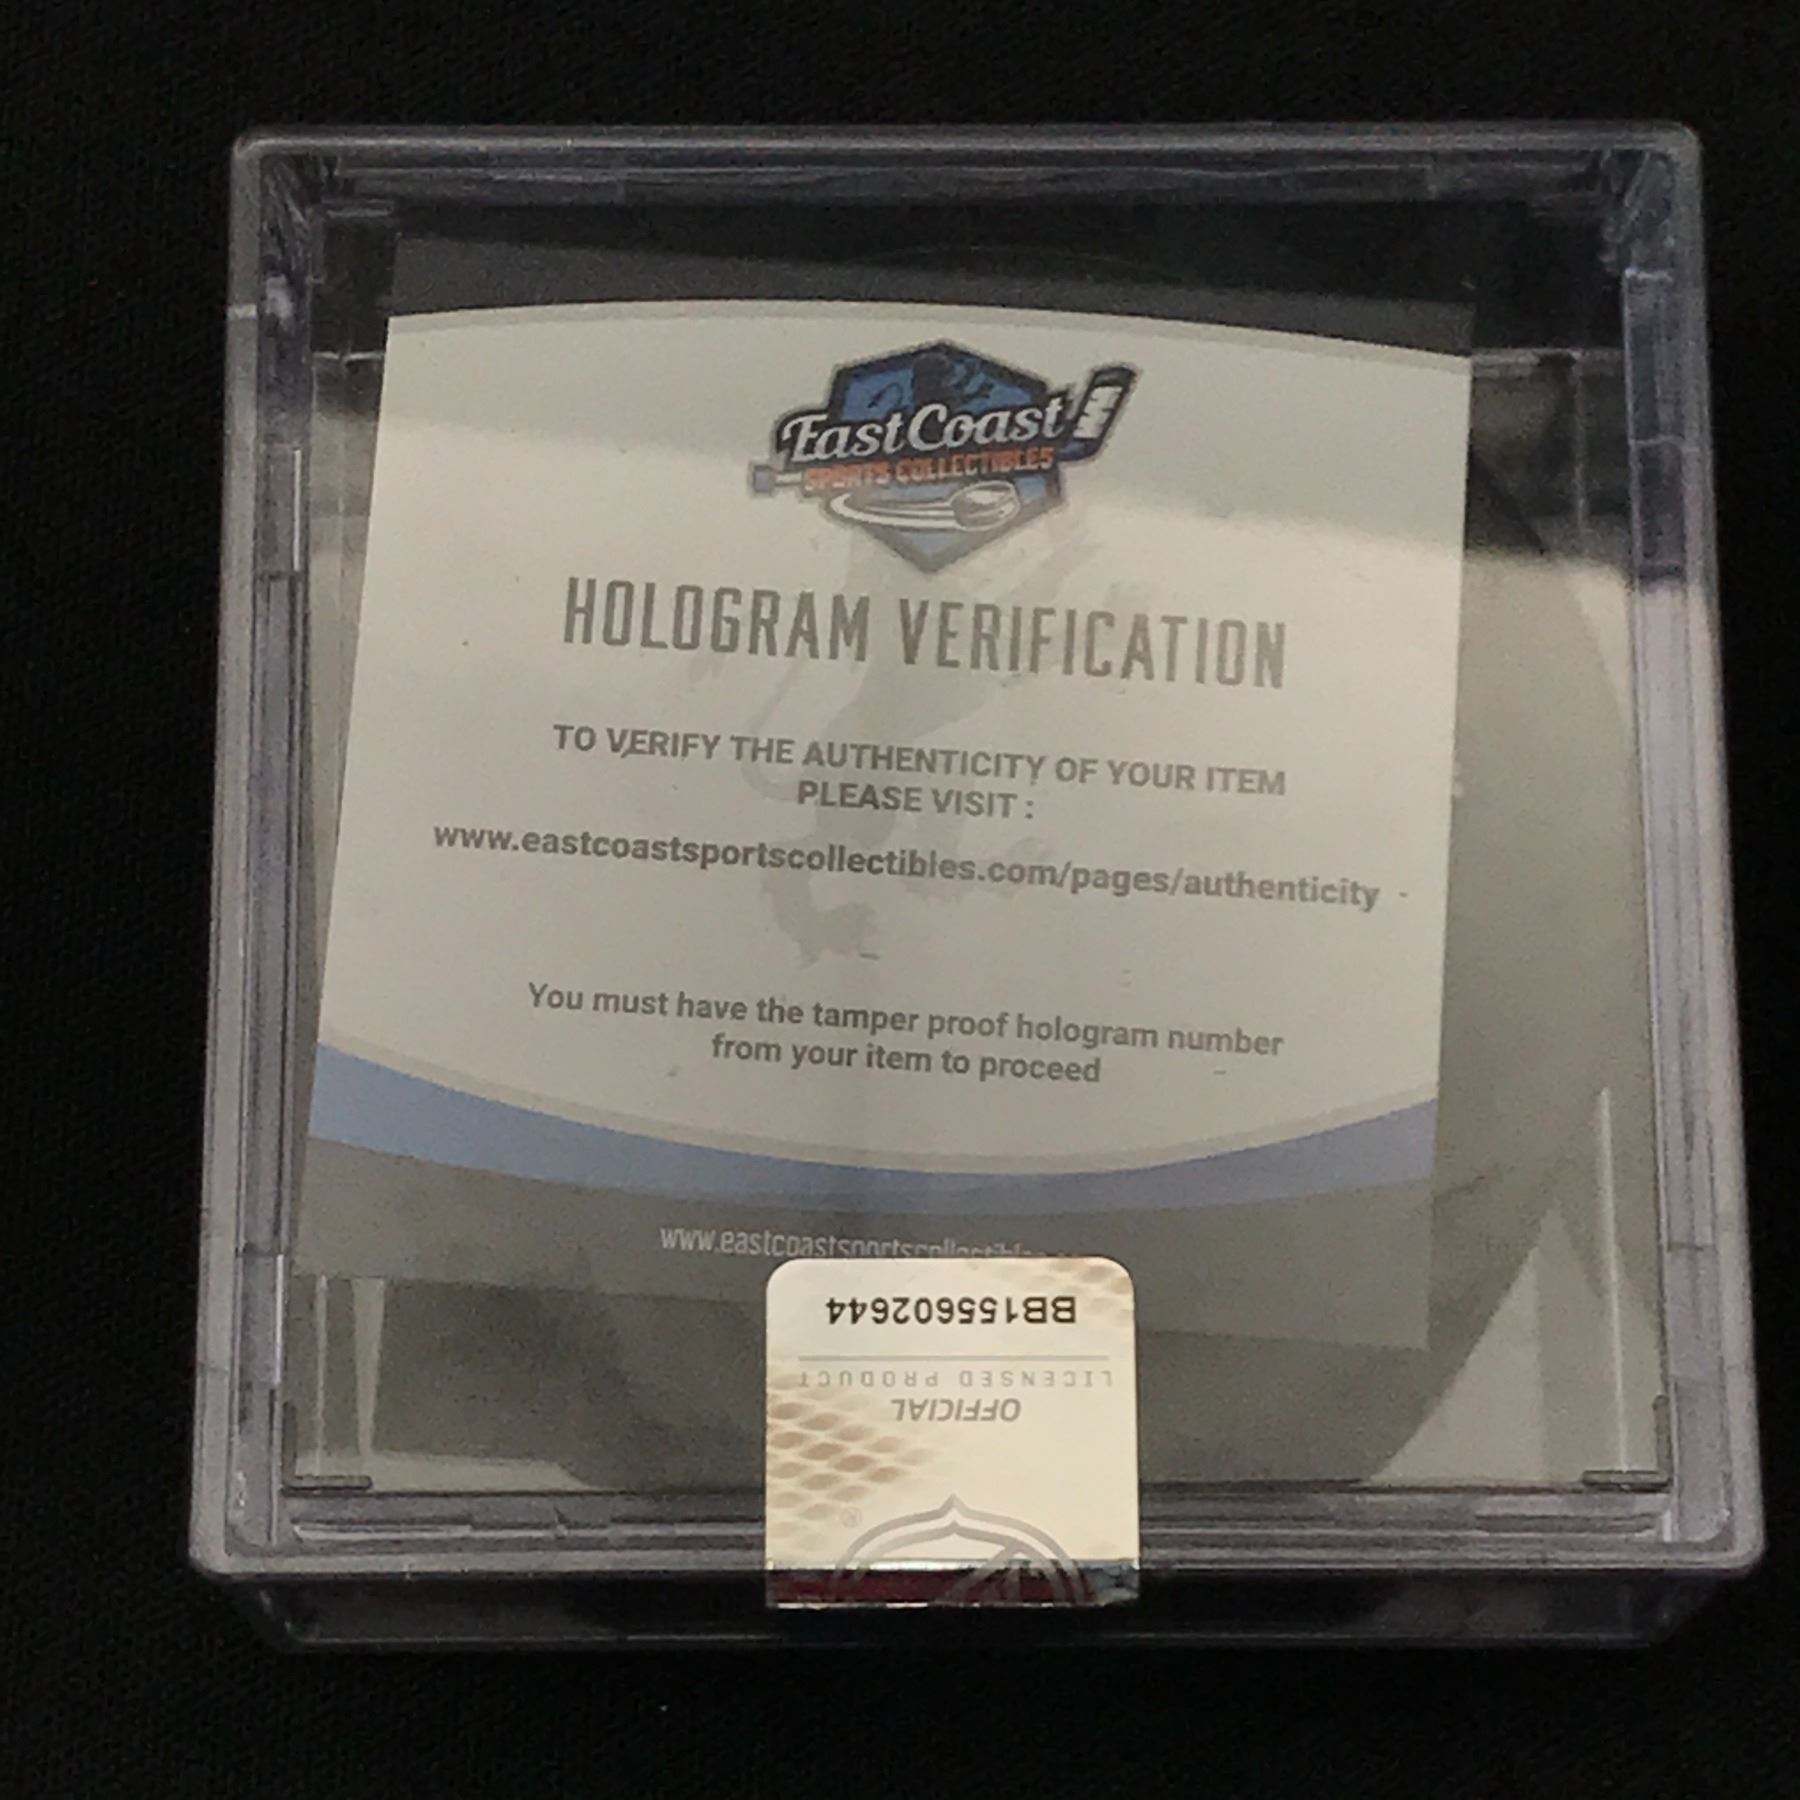 East Coast
SPORTS COLLECTIBLES
HOLOGRAM VERIFICATION
TO VERIFY THE AUTHENTICITY OF YOUR ITEM
PLEASE VISIT :
www.eastcoastsportscollectibles.com/pages/authenticity
You must have the tamper proof hologram number
from your item to proceed
BB155602644
LICENSED PRODUCT
OFFICIAL
®